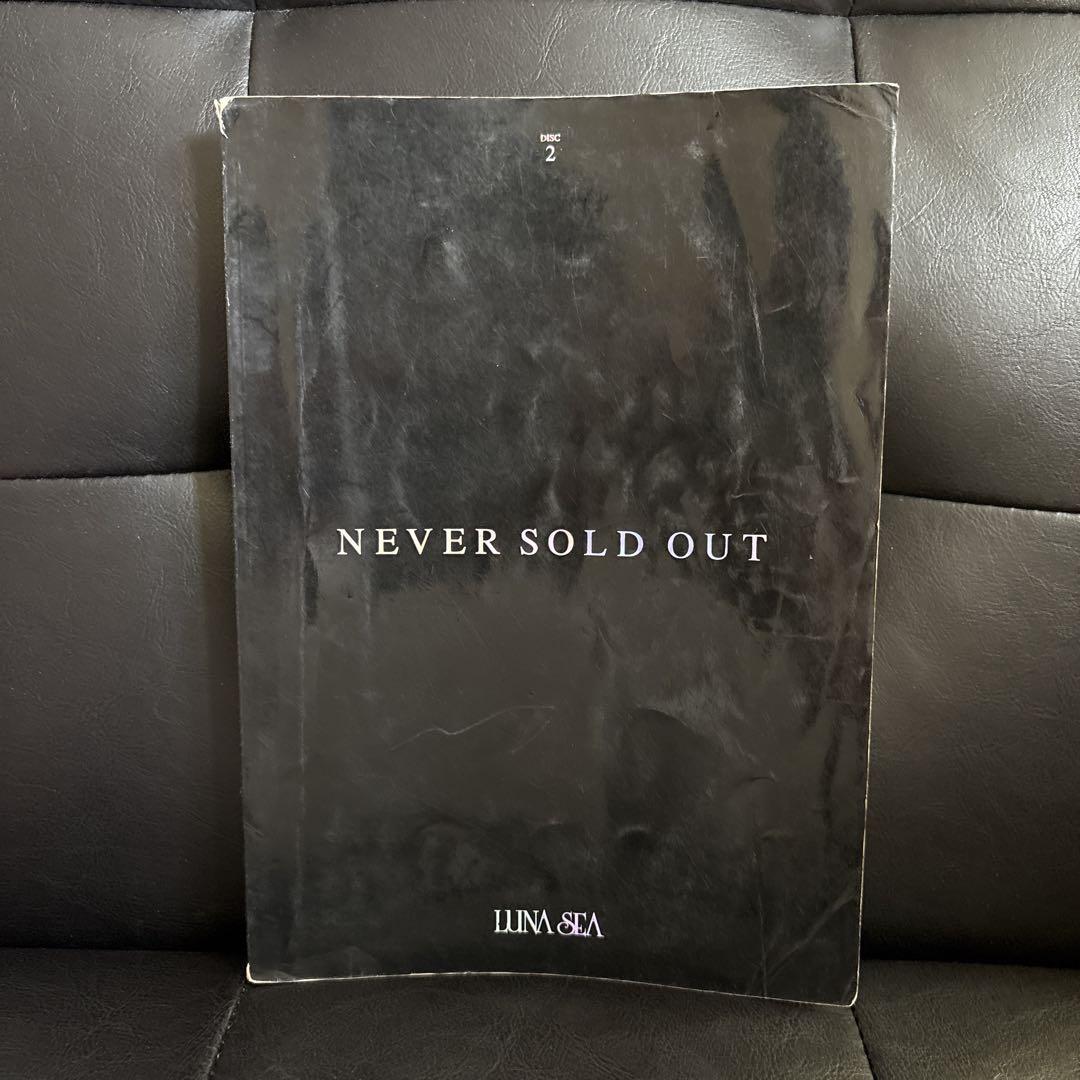 DISC
2
NEVER SOLD OUT
LUNA SEA